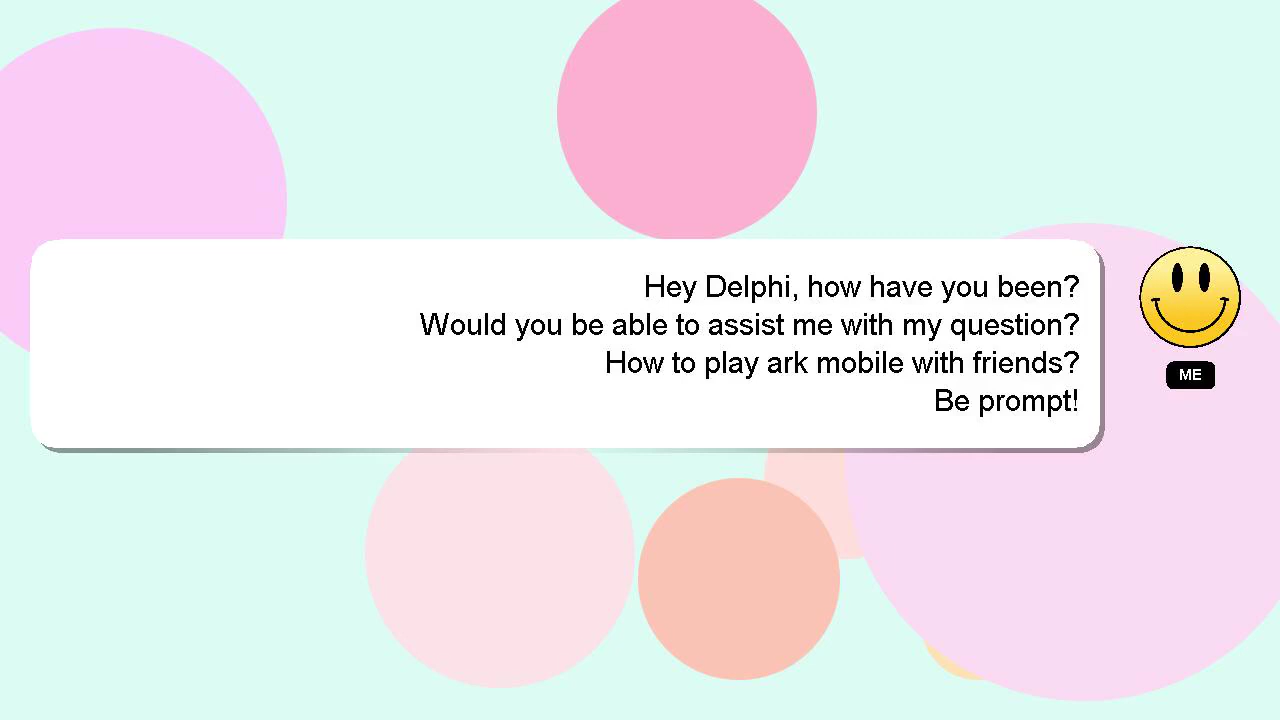 Hey Delphi, how have you been?
Would you be able to assist me with my question?
How to play ark mobile with friends?
Be prompt!
ME